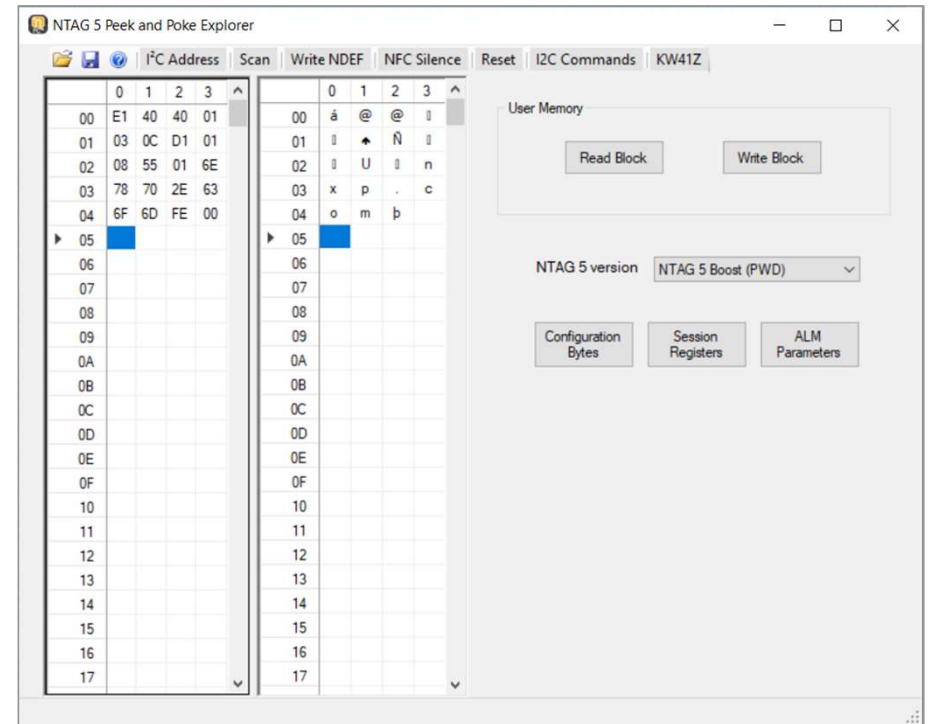 NTAG 5 Peek and Poke Explorer
I²C Address Scan Write NDEF NFC Silence Reset I2C Commands KW41Z
0 1 2 3 0 1 2 3
00 E1 40 40 01 00 á @ @
01 03 0C D1 01 01 ♠ Ñ
02 08 55 01 6E 02 U n
03 78 70 2E 63 03 x p . c
04 6F 6D FE 00 04 o m þ
05 05
06 06
07 07
08 08
09 09
0A 0A
0B 0B
0C 0C
0D 0D
0E 0E
0F 0F
10 10
11 11
12 12
13 13
14 14
15 15
16 16
17 17
User Memory
Read Block Write Block
NTAG 5 version NTAG 5 Boost (PWD)
Configuration Bytes
Session Registers
ALM Parameters